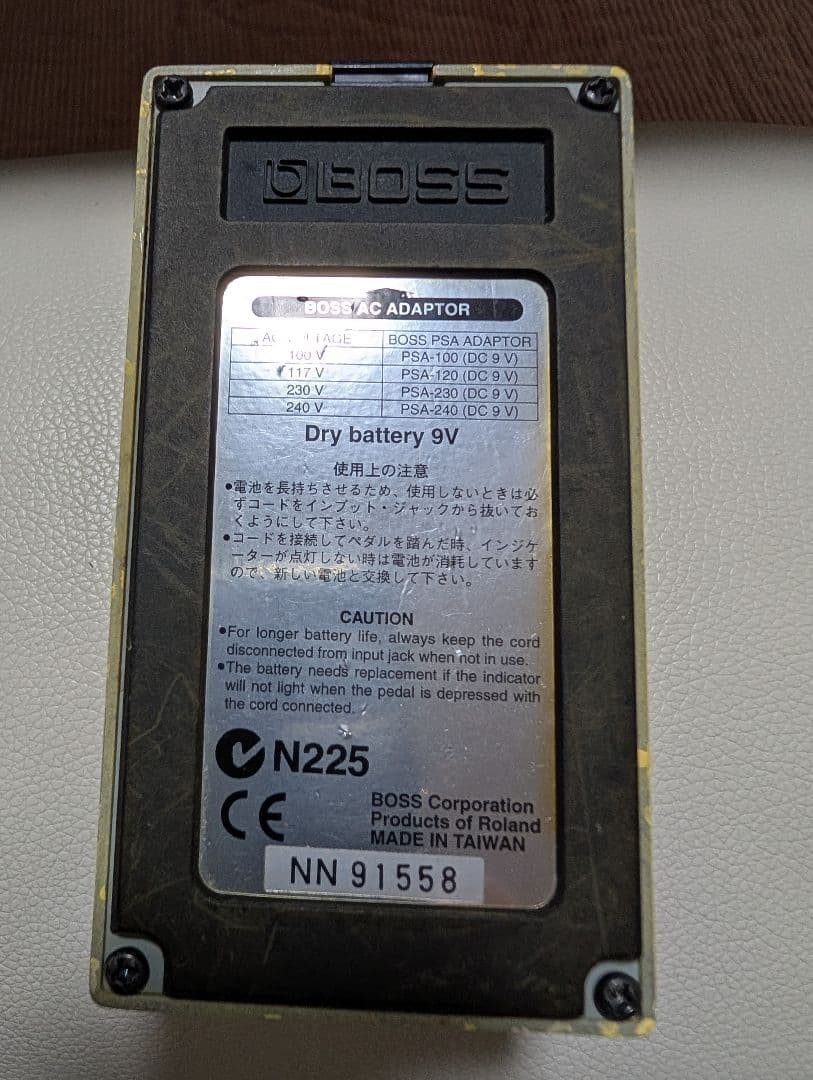 BOSS
BOSS AC ADAPTOR
AC VOLTAGE BOSS PSA ADAPTOR
100 V PSA-100 (DC 9 V)
117 V PSA-120 (DC 9 V)
230 V PSA-230 (DC 9 V)
240 V PSA-240 (DC 9 V)
Dry battery 9V
使用上の注意
●電池を長持ちさせるため、使用しないときは必
ずコードをインプット・ジャックから抜いてお
くようにして下さい。
●コードを接続してペダルを踏んだ時、インジケ
ーターが点灯しない時は電池が消耗しています
ので、新しい電池と交換して下さい。
CAUTION
●For longer battery life, always keep the cord
disconnected from input jack when not in use.
●The battery needs replacement if the indicator
will not light when the pedal is depressed with
the cord connected.
N225
CE
BOSS Corporation
Products of Roland
MADE IN TAIWAN
NN 91558